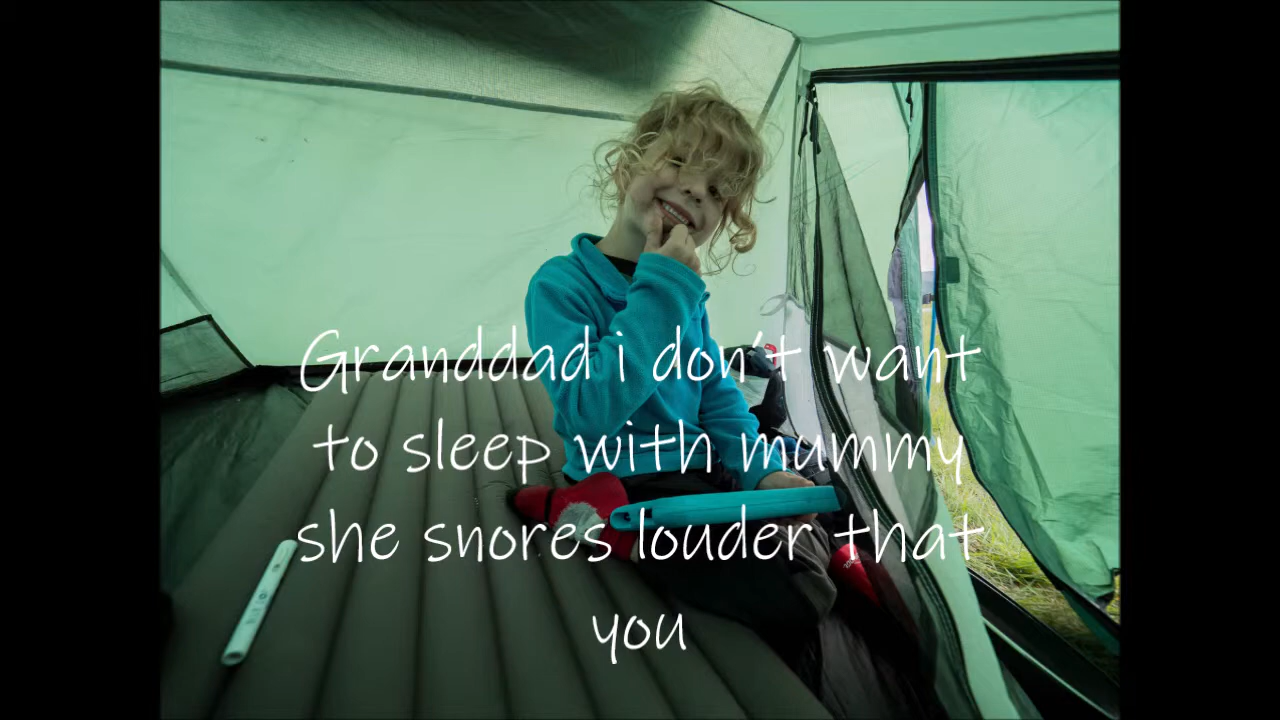 Granddad i don't want
to sleep with mummy
she snores louder that
you